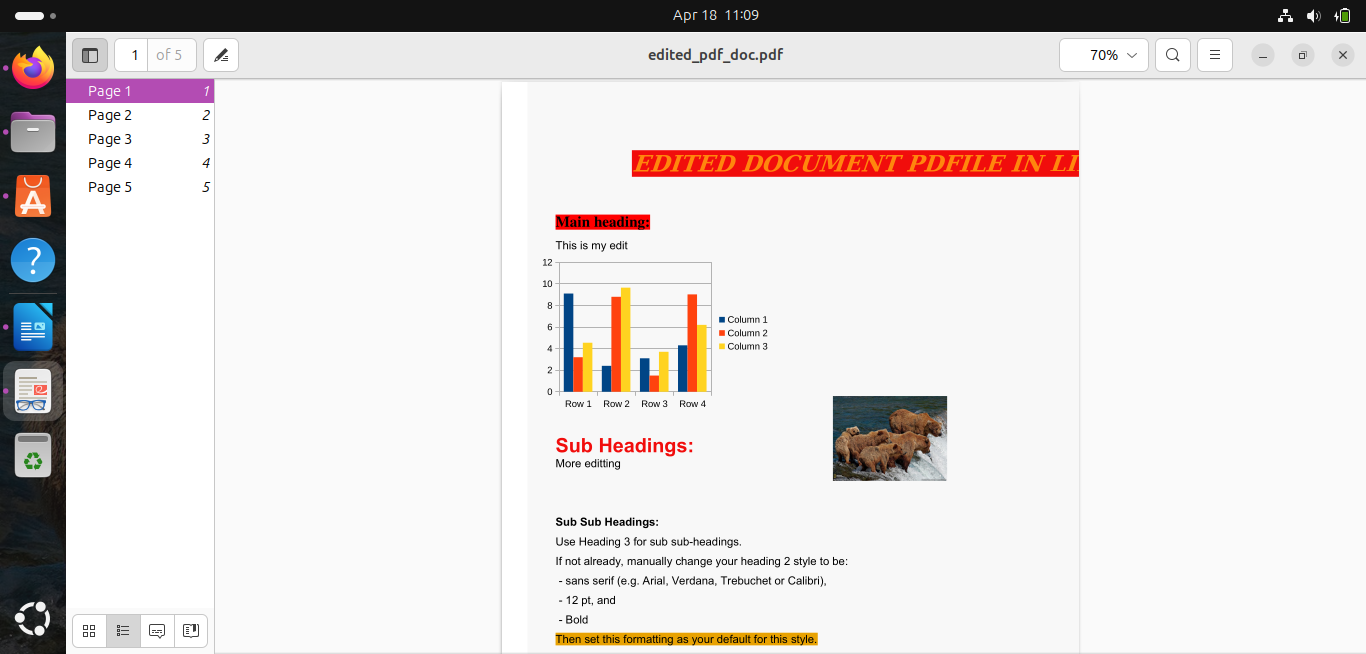 Apr 18 11:09
1 of 5
edited_pdf_doc.pdf
70%
Page 1 1
Page 2 2
Page 3 3
Page 4 4
Page 5 5
EDITED DOCUMENT PDFILE IN LI
Main heading:
This is my edit
12
10
8
6
4
2
0
Row 1 Row 2 Row 3 Row 4
Column 1
Column 2
Column 3
Sub Headings:
More editting
Sub Sub Headings:
Use Heading 3 for sub sub-headings.
If not already, manually change your heading 2 style to be:
- sans serif (e.g. Arial, Verdana, Trebuchet or Calibri),
- 12 pt, and
- Bold
Then set this formatting as your default for this style.